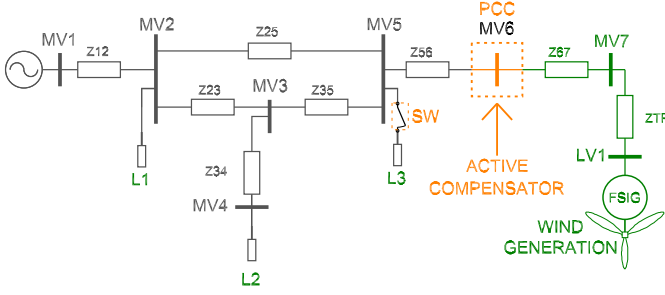 PCC
MV1
MV2
MV5
MV6
MV7
Z12
Z25
Z56
Z67
Z23
MV3
Z35
SW
ZTF
L1
Z34
L3
ACTIVE
COMPENSATOR
LV1
FSIG
MV4
L2
WIND
GENERATION